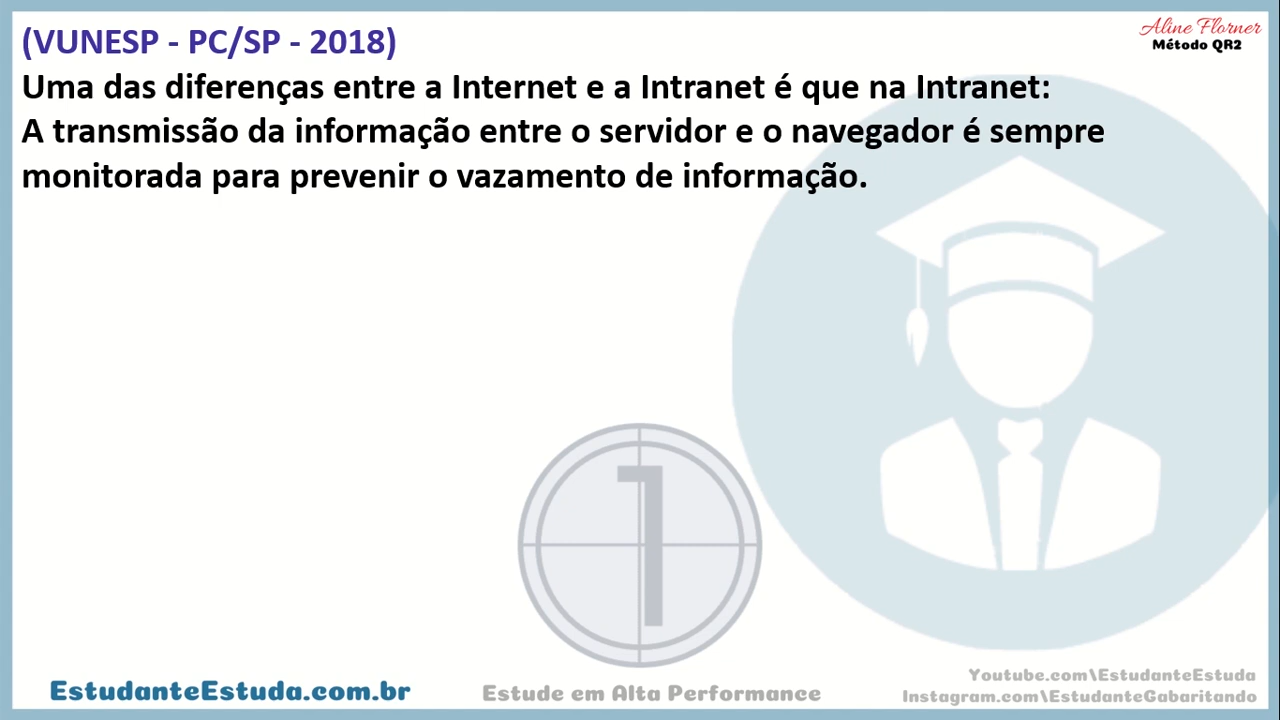 (VUNESP - PC/SP - 2018)
Aline Florner
Método QR2
Uma das diferenças entre a Internet e a Intranet é que na Intranet:
A transmissão da informação entre o servidor e o navegador é sempre
monitorada para prevenir o vazamento de informação.
1
EstudanteEstuda.com.br
Estude em Alta Performance
Youtube.com\EstudanteEstuda
Instagram.com\EstudanteGabaritando